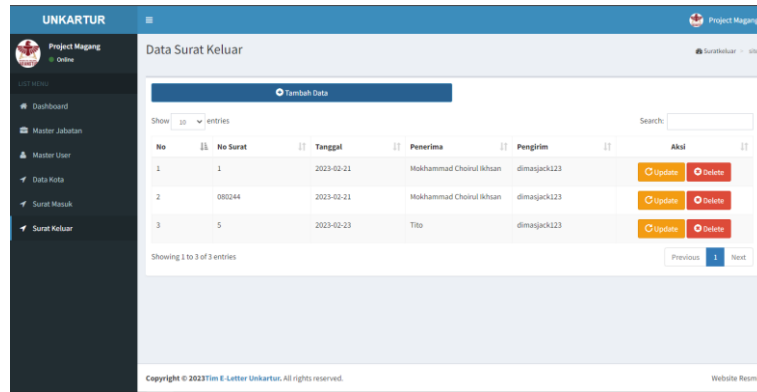 UNKARTUR
Project Magang
Project Magang
Online
Data Surat Keluar
Suratkeluar
LIST MENU
Tambah Data
Dashboard
Master Jabatan
Master User
Data Kota
Surat Masuk
Surat Keluar
Show 10 entries
Search:
No No Surat Tanggal Penerima Pengirim Aksi
1 1 2023-02-21 Mokhammad Choirul Ikhsan dimasjack123 Update Delete
2 080244 2023-02-21 Mokhammad Choirul Ikhsan dimasjack123 Update Delete
3 5 2023-02-23 Tito dimasjack123 Update Delete
Showing 1 to 3 of 3 entries
Previous 1 Next
Copyright © 2023Tim E-Letter Unkartur. All rights reserved.
Website Resm